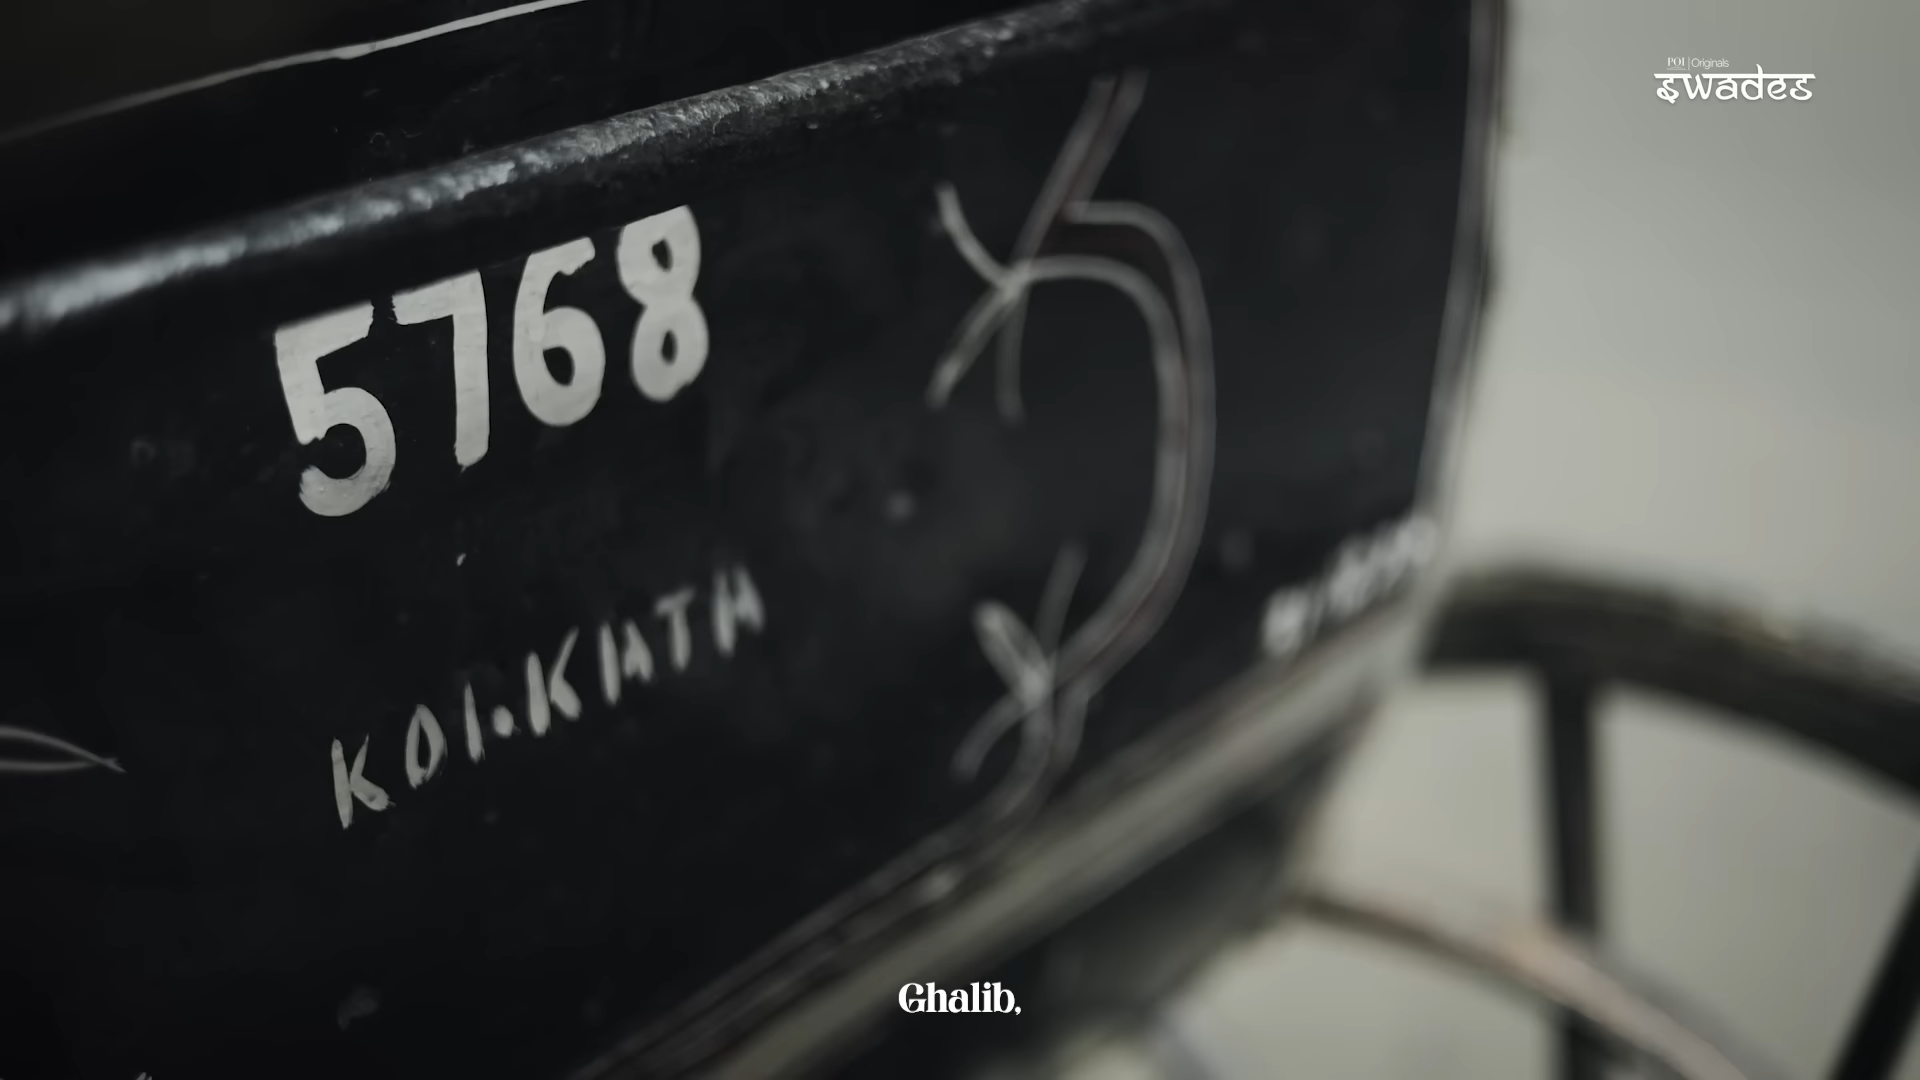 POI | Originals
swades
5768
KOLKATA
Ghalib,